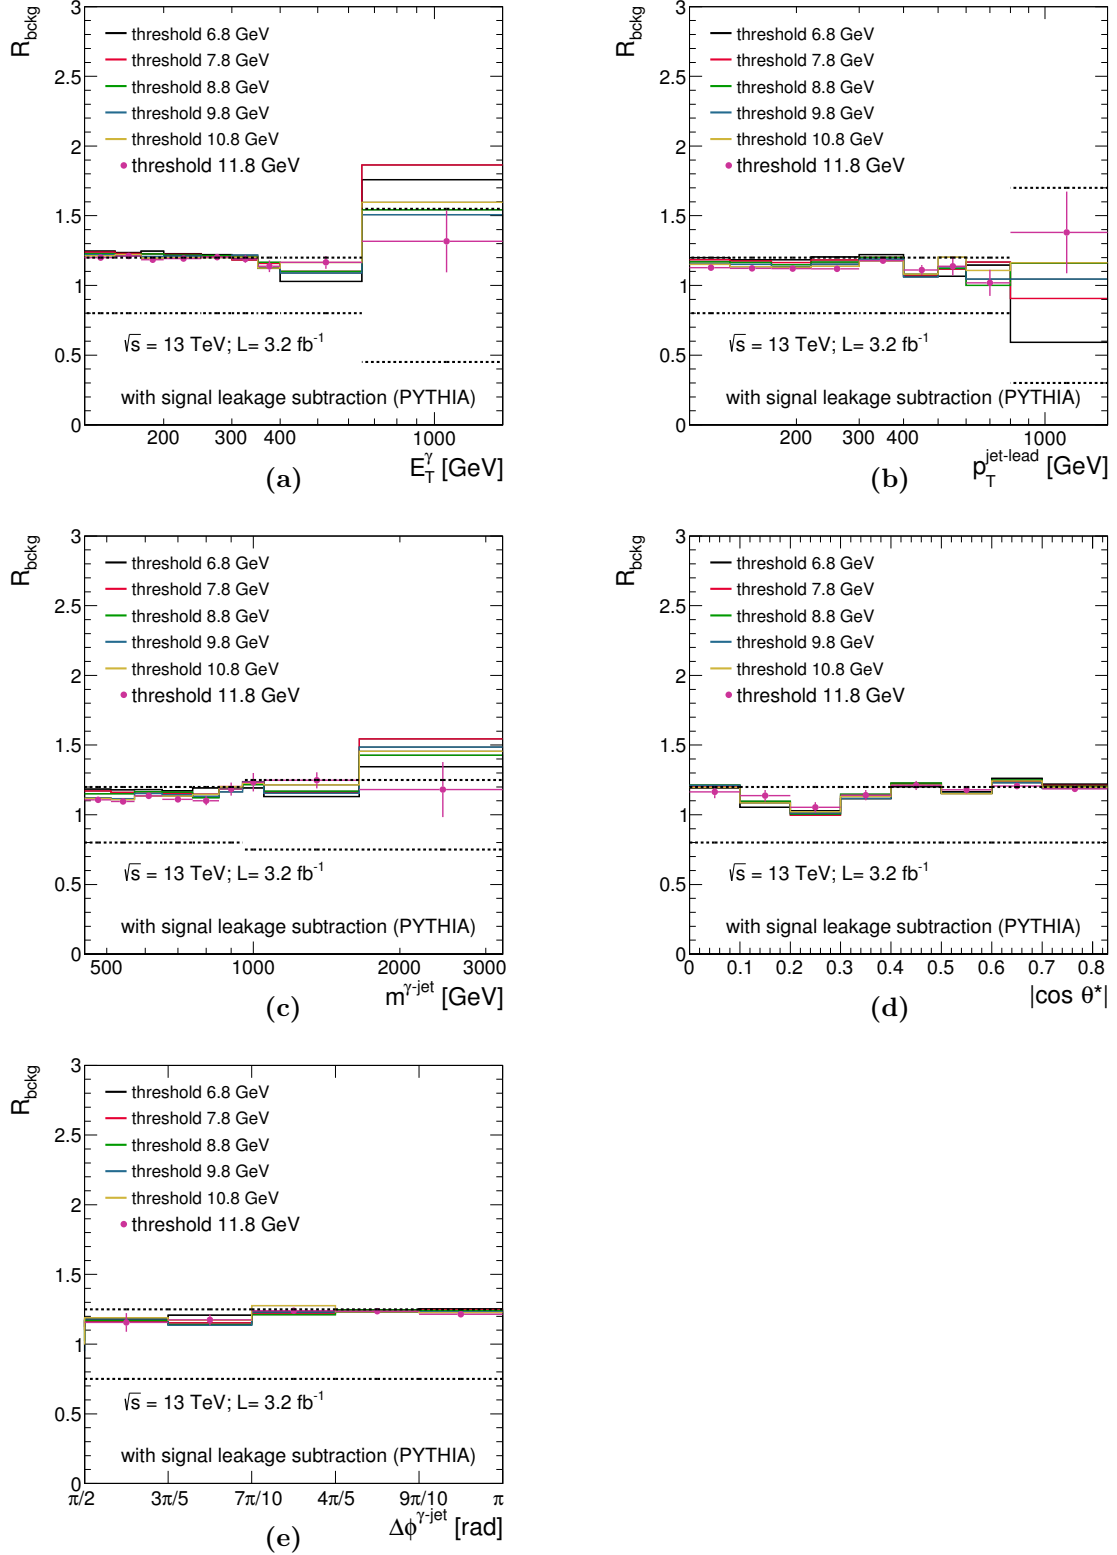 R_bckg
3
2.5
2
1.5
1
0.5
0
threshold 6.8 GeV
threshold 7.8 GeV
threshold 8.8 GeV
threshold 9.8 GeV
threshold 10.8 GeV
threshold 11.8 GeV
√s = 13 TeV; L= 3.2 fb⁻¹
with signal leakage subtraction (PYTHIA)
200 300 400 1000
E_T^γ [GeV]
(a)
R_bckg
3
2.5
2
1.5
1
0.5
0
threshold 6.8 GeV
threshold 7.8 GeV
threshold 8.8 GeV
threshold 9.8 GeV
threshold 10.8 GeV
threshold 11.8 GeV
√s = 13 TeV; L= 3.2 fb⁻¹
with signal leakage subtraction (PYTHIA)
200 300 400 1000
p_T^jet-lead [GeV]
(b)
R_bckg
3
2.5
2
1.5
1
0.5
0
threshold 6.8 GeV
threshold 7.8 GeV
threshold 8.8 GeV
threshold 9.8 GeV
threshold 10.8 GeV
threshold 11.8 GeV
√s = 13 TeV; L= 3.2 fb⁻¹
with signal leakage subtraction (PYTHIA)
500 1000 2000 3000
m^γ-jet [GeV]
(c)
R_bckg
3
2.5
2
1.5
1
0.5
0
threshold 6.8 GeV
threshold 7.8 GeV
threshold 8.8 GeV
threshold 9.8 GeV
threshold 10.8 GeV
threshold 11.8 GeV
√s = 13 TeV; L= 3.2 fb⁻¹
with signal leakage subtraction (PYTHIA)
0 0.1 0.2 0.3 0.4 0.5 0.6 0.7 0.8
|cos θ*|
(d)
R_bckg
3
2.5
2
1.5
1
0.5
0
threshold 6.8 GeV
threshold 7.8 GeV
threshold 8.8 GeV
threshold 9.8 GeV
threshold 10.8 GeV
threshold 11.8 GeV
√s = 13 TeV; L= 3.2 fb⁻¹
with signal leakage subtraction (PYTHIA)
π/2 3π/5 7π/10 4π/5 9π/10 π
Δϕ^γ-jet [rad]
(e)